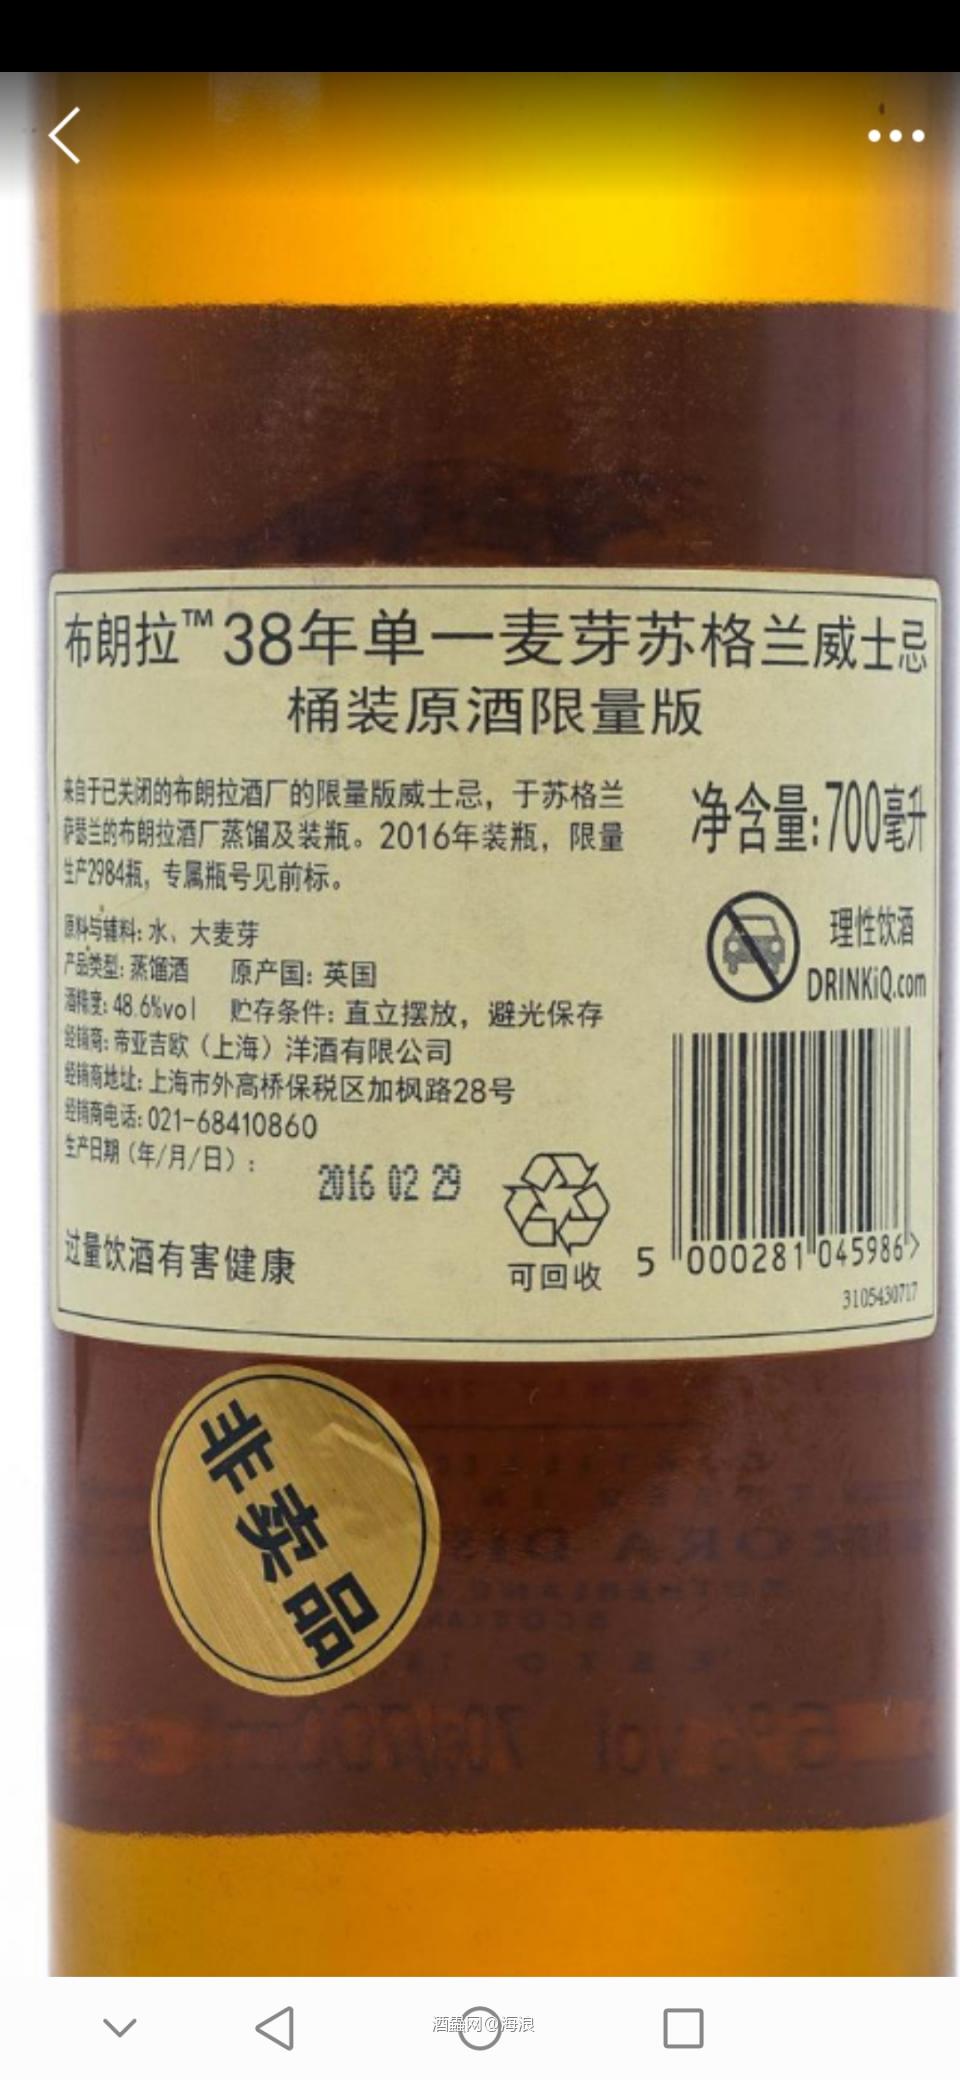 布朗拉™38年单一麦芽苏格兰威士忌
桶装原酒限量版
来自于已关闭的布朗拉酒厂的限量版威士忌，于苏格兰
萨瑟兰的布朗拉酒厂蒸馏及装瓶。2016年装瓶，限量
生产2984瓶，专属瓶号见前标。
净含量:700毫升
原料与辅料: 水、大麦芽
产品类型: 蒸馏酒 原产国: 英国
酒精度: 48.6%vol 贮存条件: 直立摆放，避光保存
经销商: 帝亚吉欧（上海）洋酒有限公司
经销商地址: 上海市外高桥保税区加枫路28号
经销商电话: 021-68410860
生产日期（年/月/日）:
2016 02 29
过量饮酒有害健康
理性饮酒
DRINKiQ.com
可回收
5 000281 045986 >
3105430717
非卖品
酒蠿网@海浪